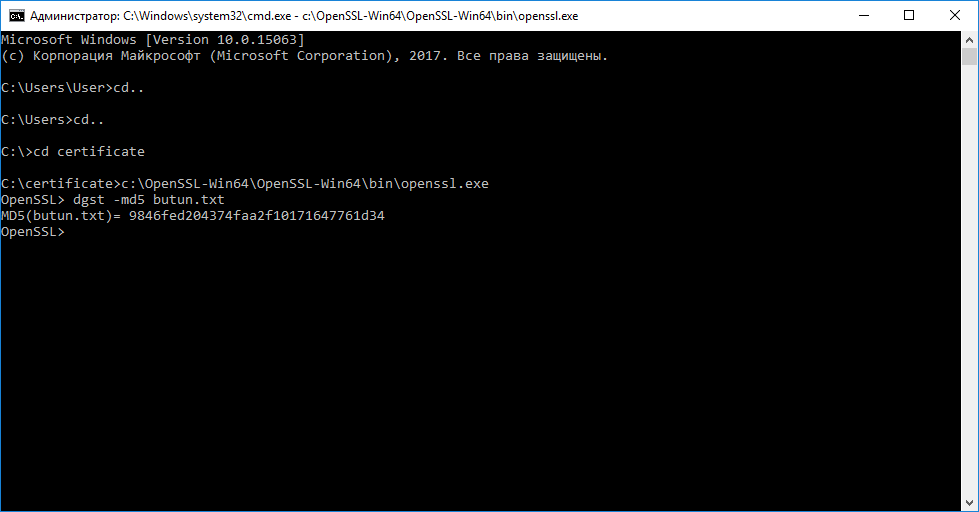 Администратор: C:\Windows\system32\cmd.exe - c:\OpenSSL-Win64\OpenSSL-Win64\bin\openssl.exe
Microsoft Windows [Version 10.0.15063]
(c) Корпорация Майкрософт (Microsoft Corporation), 2017. Все права защищены.
C:\Users\User>cd..
C:\Users>cd..
C:\>cd certificate
C:\certificate>c:\OpenSSL-Win64\OpenSSL-Win64\bin\openssl.exe
OpenSSL> dgst -md5 butun.txt
MD5(butun.txt)= 9846fed204374faa2f10171647761d34
OpenSSL>